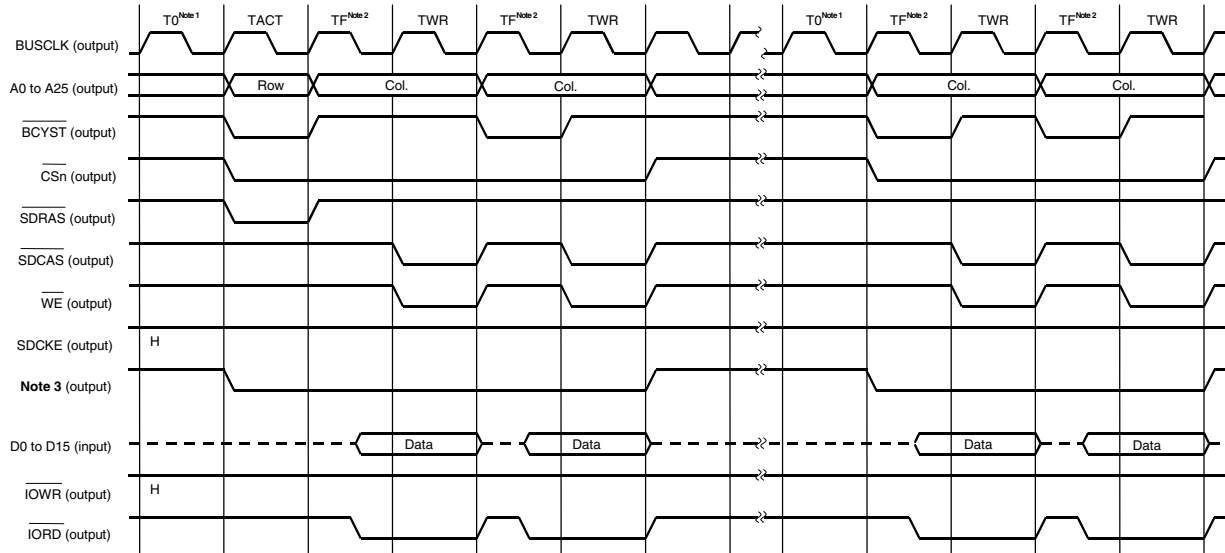 T0Note 1 TACT TFNote 2 TWR TFNote 2 TWR T0Note 1 TFNote 2 TWR TFNote 2 TWR
BUSCLK (output)
A0 to A25 (output) Row Col. Col. Col. Col.
BCYST (output)
CSn (output)
SDRAS (output)
SDCAS (output)
WE (output)
SDCKE (output) H
Note 3 (output)
D0 to D15 (input) Data Data Data Data
IOWR (output) H
IORD (output)